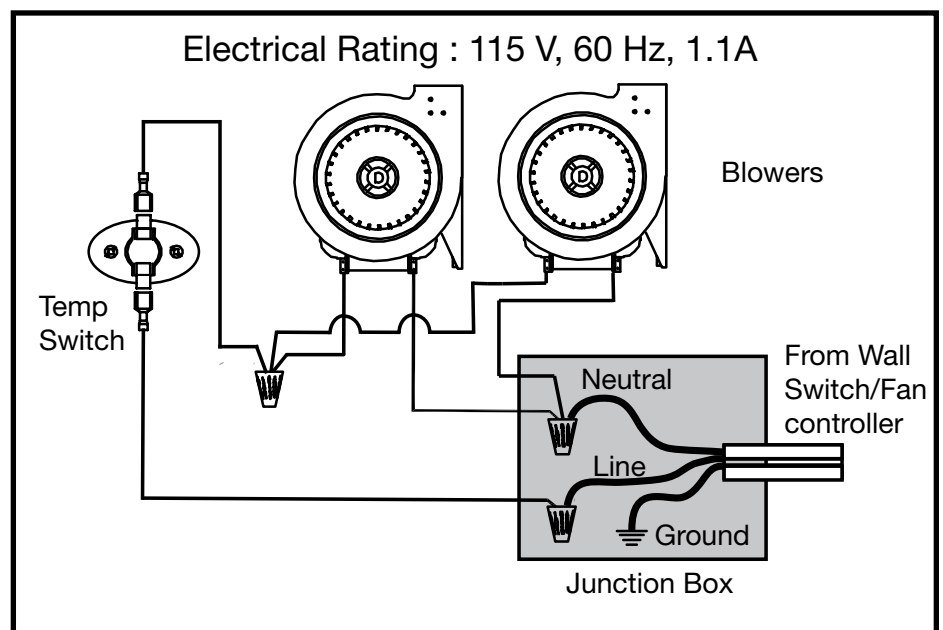 Electrical Rating : 115 V, 60 Hz, 1.1A
D
D
Blowers
Temp
Switch
From Wall
Switch/Fan
controller
Neutral
Line
Ground
Junction Box